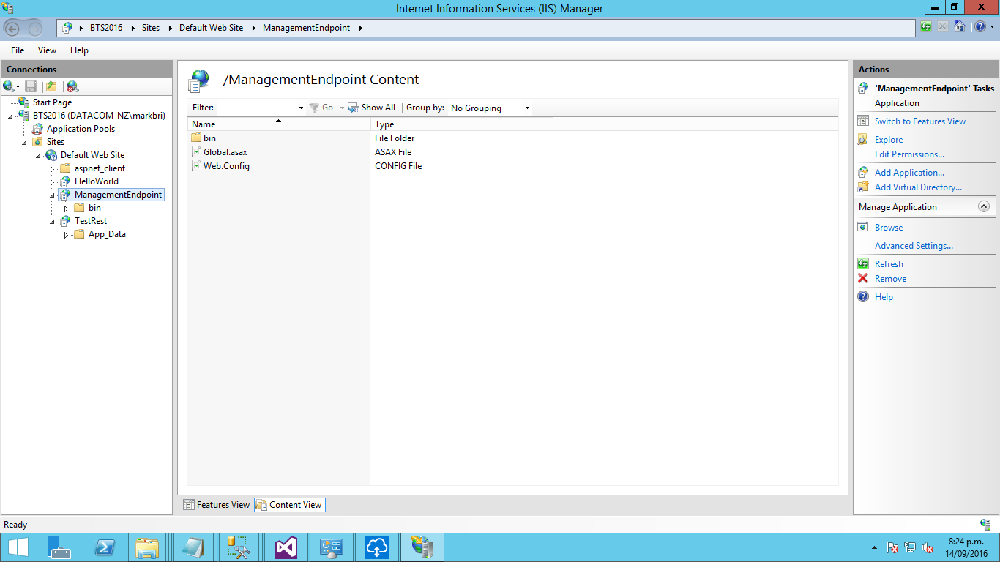 Internet Information Services (IIS) Manager
BTS2016 Sites Default Web Site ManagementEndpoint
File View Help
Connections
Start Page
BTS2016 (DATACOM-NZ\markbri)
Application Pools
Sites
Default Web Site
aspnet_client
HelloWorld
ManagementEndpoint
bin
TestRest
App_Data
/ManagementEndpoint Content
Filter: Go Show All Group by: No Grouping
Name Type
bin File Folder
Global.asax ASAX File
Web.Config CONFIG File
Features View Content View
Actions
'ManagementEndpoint' Tasks
Application
Switch to Features View
Explore
Edit Permissions...
Add Application...
Add Virtual Directory...
Manage Application
Browse
Advanced Settings...
Refresh
Remove
Help
Ready
8:24 p.m.
14/09/2016